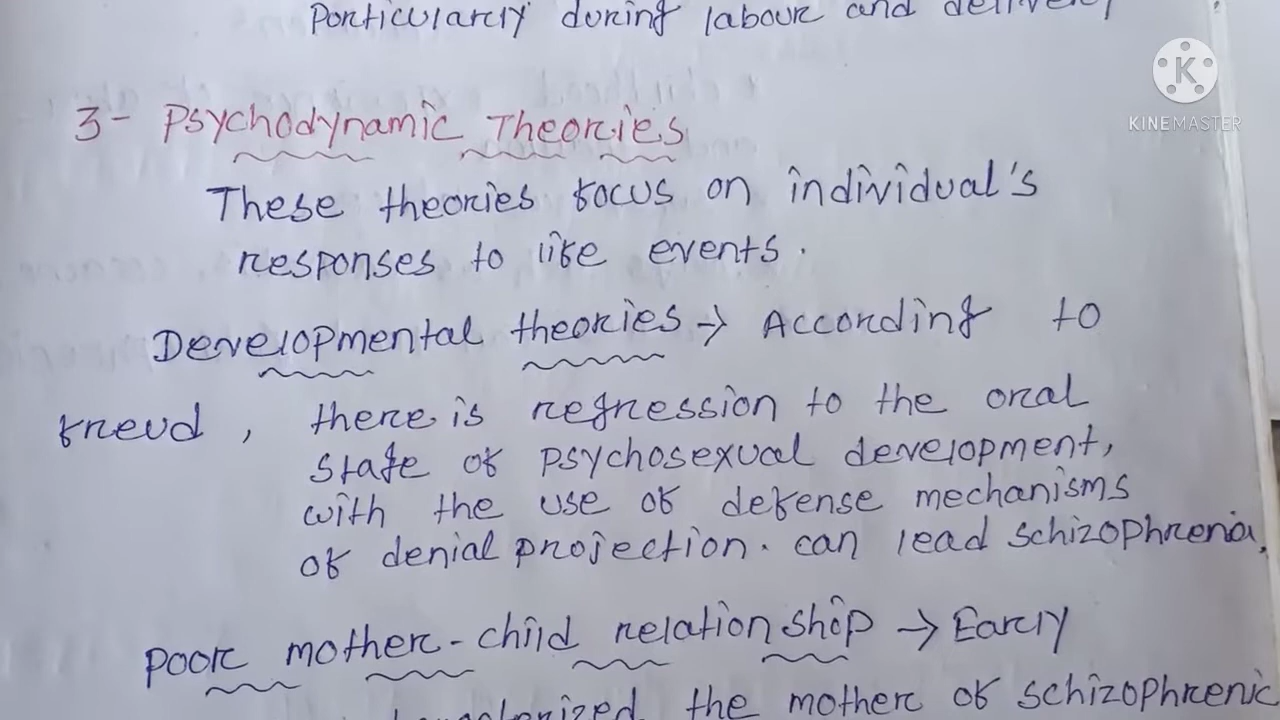 Particularly during labour and delivery
KINEMASTER
3- Psychodynamic Theories
These theories focus on individual's
responses to life events.
Developmental theories → According to
freud, there is regression to the oral
stage of psychosexual development,
with the use of defense mechanisms
of denial projection. can lead schizophrenia,
Poor mother-child relationship → Early
the mother of schizophrenic